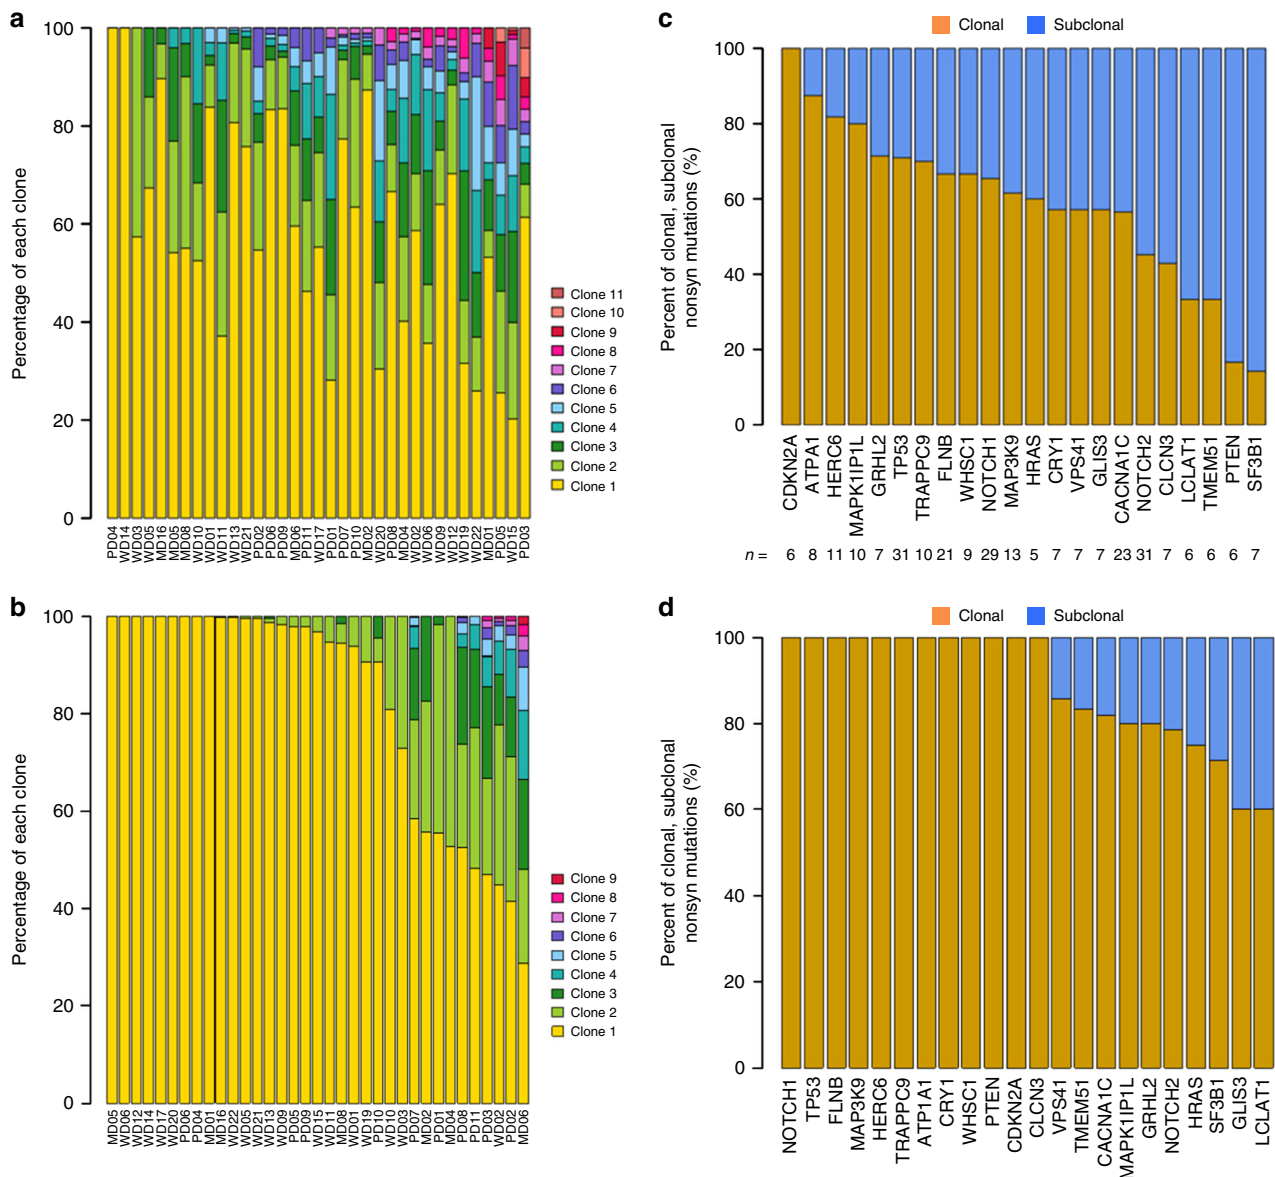 a
Percentage of each clone
100
80
60
40
20
0
PD04 WD14 WD03 WD05 MD16 MD05 MD08 WD10 WD01 WD11 WD13 WD21 PD02 PD06 PD09 MD06 PD11 WD17 PD01 PD07 PD10 MD02 WD20 PD08 MD04 WD02 WD06 WD09 WD12 WD19 WD22 MD01 PD05 WD15 PD03
Clone 11
Clone 10
Clone 9
Clone 8
Clone 7
Clone 6
Clone 5
Clone 4
Clone 3
Clone 2
Clone 1
b
Percentage of each clone
100
80
60
40
20
0
MD05 WD06 WD12 WD14 WD17 WD20 PD06 PD04 MD01 MD16 WD22 WD05 WD21 WD13 WD09 PD05 PD09 WD15 WD11 MD08 WD01 WD19 PD10 WD10 WD03 PD07 MD02 PD01 MD04 PD08 PD11 PD03 WD02 PD02 MD06
Clone 9
Clone 8
Clone 7
Clone 6
Clone 5
Clone 4
Clone 3
Clone 2
Clone 1
c
Clonal Subclonal
Percent of clonal, subclonal
nonsyn mutations (%)
100
80
60
40
20
0
CDKN2A ATPA1 HERC6 MAPK1IP1L GRHL2 TP53 TRAPPC9 FLNB WHSC1 NOTCH1 MAP3K9 HRAS CRY1 VPS41 GLIS3 CACNA1C NOTCH2 CLCN3 LCLAT1 TMEM51 PTEN SF3B1
n = 6 8 11 10 7 31 10 21 9 29 13 5 7 7 7 23 31 7 6 6 6 7
d
Clonal Subclonal
Percent of clonal, subclonal
nonsyn mutations (%)
100
80
60
40
20
0
NOTCH1 TP53 FLNB MAP3K9 HERC6 TRAPPC9 ATP1A1 CRY1 WHSC1 PTEN CDKN2A CLCN3 VPS41 TMEM51 CACNA1C MAPK1IP1L GRHL2 NOTCH2 HRAS SF3B1 GLIS3 LCLAT1